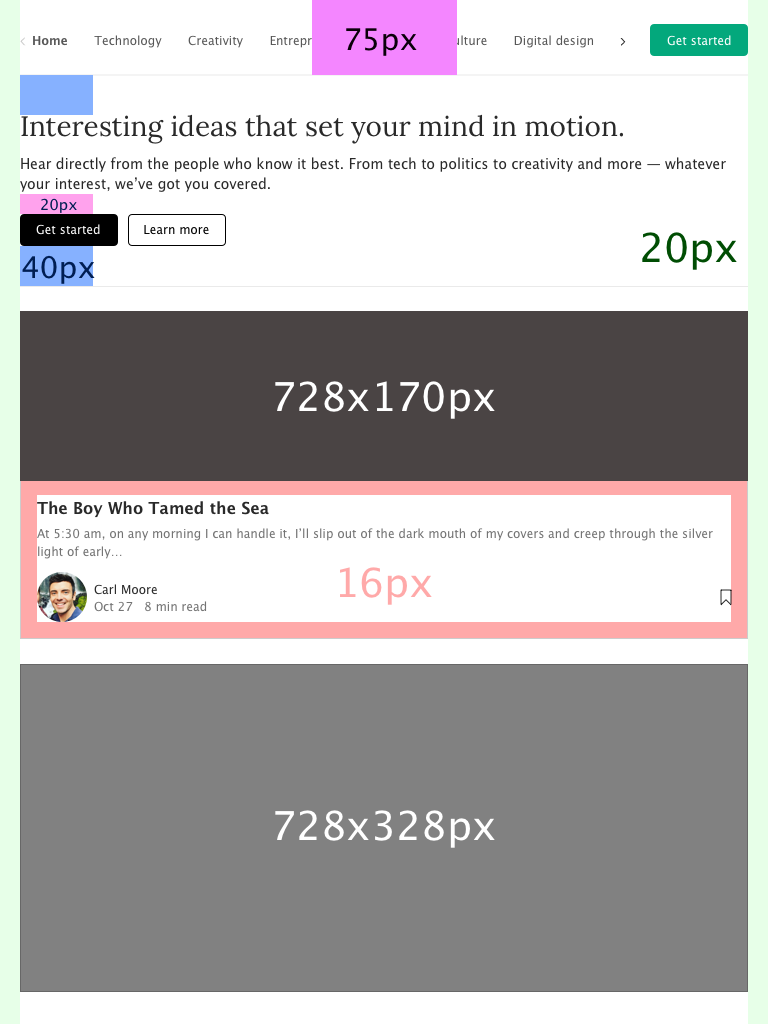 Home Technology Creativity Entrepr 75px ulture Digital design Get started
Interesting ideas that set your mind in motion.
Hear directly from the people who know it best. From tech to politics to creativity and more — whatever
your interest, we’ve got you covered.
20px
Get started Learn more
20px
40px
728x170px
The Boy Who Tamed the Sea
At 5:30 am, on any morning I can handle it, I’ll slip out of the dark mouth of my covers and creep through the silver
light of early…
16px
Carl Moore
Oct 27 8 min read
728x328px